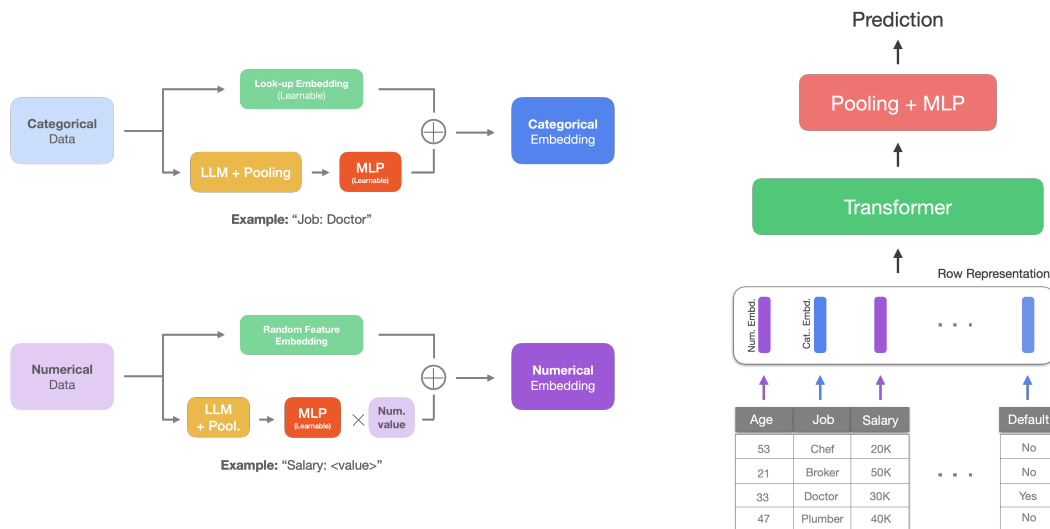 Categorical
Data
Look-up Embedding
(Learnable)
LLM + Pooling
MLP
(Learnable)
Categorical
Embedding
Example: “Job: Doctor”
Numerical
Data
Random Feature
Embedding
LLM
+ Pool.
MLP
(Learnable)
×
Num.
value
Numerical
Embedding
Example: “Salary: <value>”
Prediction
Pooling + MLP
Transformer
Row Representation
Num. Embd.
Cat.. Embd.
. . .
Age Job Salary Default
53 Chef 20K No
21 Broker 50K . . . No
33 Doctor 30K Yes
47 Plumber 40K No